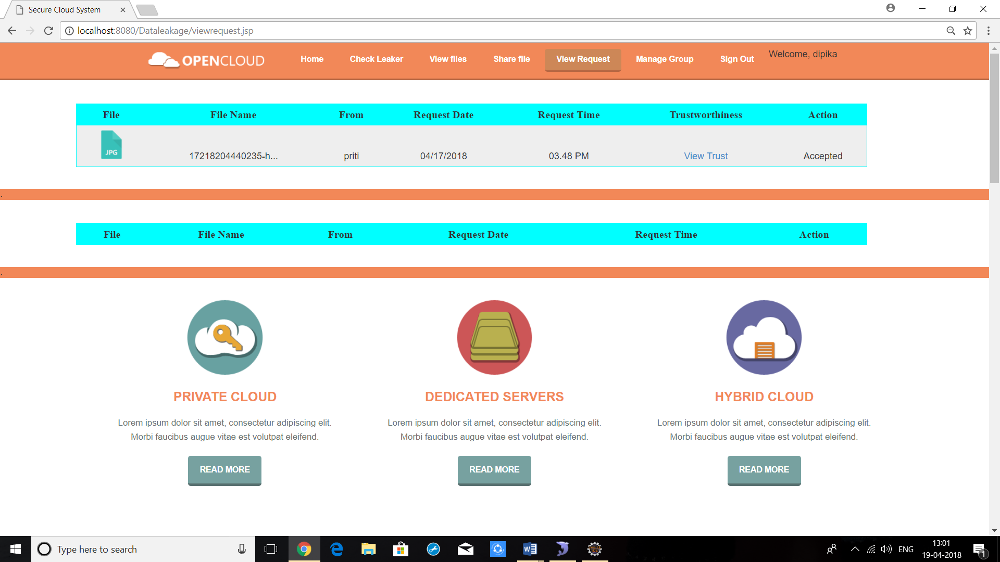 Secure Cloud System
localhost:8080/Dataleakage/viewrequest.jsp
OPENCLOUD Home Check Leaker View files Share file View Request Manage Group Sign Out Welcome, dipika
File File Name From Request Date Request Time Trustworthiness Action
JPG
17218204440235-h... priti 04/17/2018 03.48 PM View Trust Accepted
.
File File Name From Request Date Request Time Action
.
PRIVATE CLOUD
Lorem ipsum dolor sit amet, consectetur adipiscing elit.
Morbi faucibus augue vitae est volutpat eleifend.
READ MORE
DEDICATED SERVERS
Lorem ipsum dolor sit amet, consectetur adipiscing elit.
Morbi faucibus augue vitae est volutpat eleifend.
READ MORE
HYBRID CLOUD
Lorem ipsum dolor sit amet, consectetur adipiscing elit.
Morbi faucibus augue vitae est volutpat eleifend.
READ MORE
Type here to search
ENG
13:01
19-04-2018
1